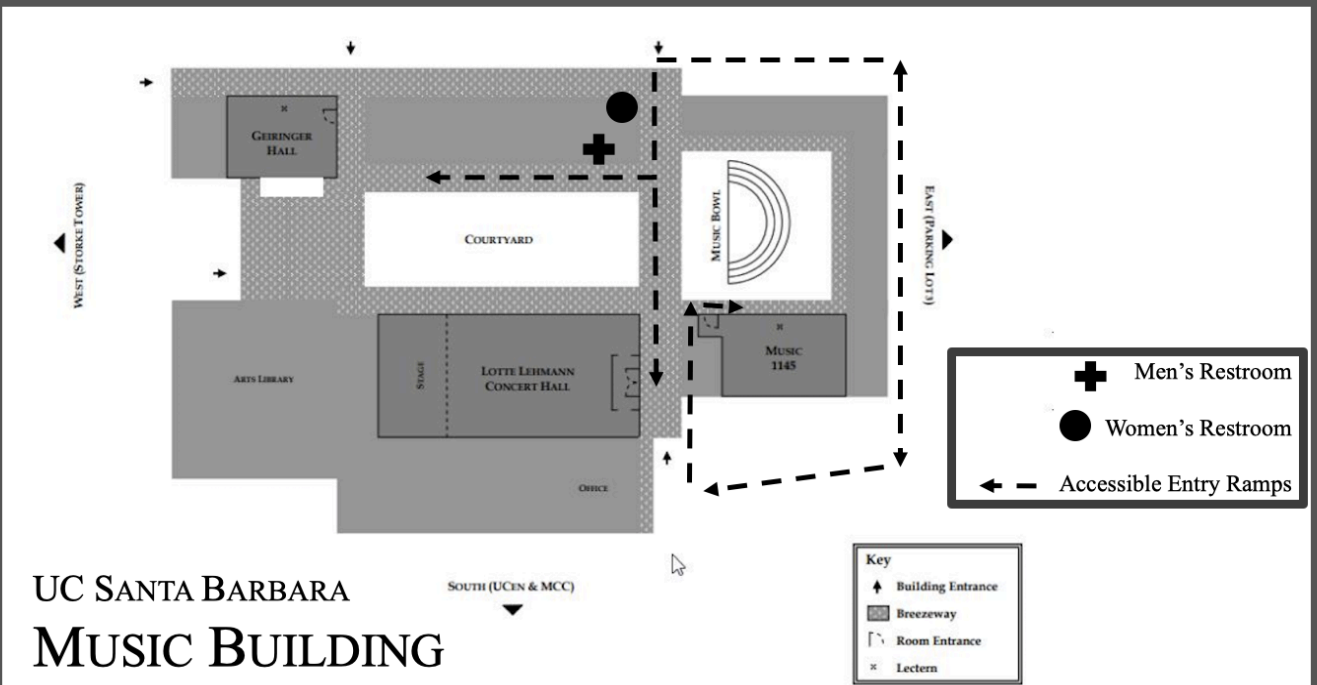 GEIRINGER
HALL
WEST (STORKE TOWER)
COURTYARD
MUSIC BOWL
EAST (PARKING LOTS)
ARTS LIBRARY
STAGE
LOTTE LEHMANN
CONCERT HALL
MUSIC
1145
OFFICE
Men's Restroom
Women's Restroom
Accessible Entry Ramps
SOUTH (UCEN & MCC)
Key
Building Entrance
Breezeway
Room Entrance
Lectern
UC SANTA BARBARA
MUSIC BUILDING